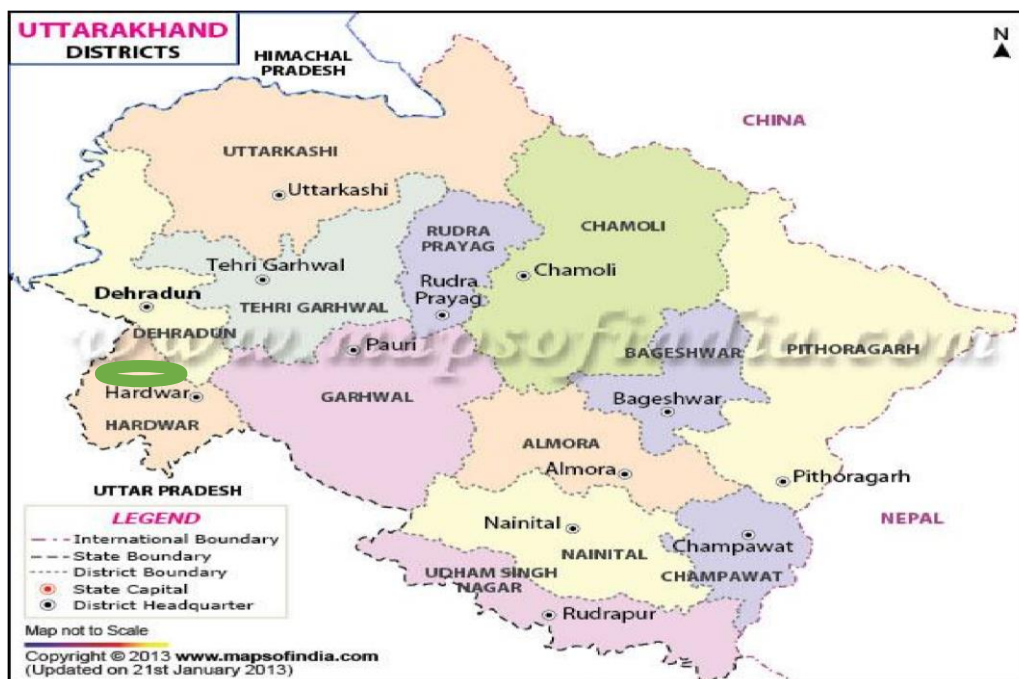 UTTARAKHAND
DISTRICTS
HIMACHAL
PRADESH
N
CHINA
UTTARKASHI
Uttarkashi
RUDRA
PRAYAG
CHAMOLI
Tehri Garhwal
Chamoli
Rudra
Prayag
Dehradun
TEHRI GARHWAL
DEHRADUN
www.mapsofindia.com
Pauri
BAGESHWAR
PITHORAGARH
Hardwar
GARHWAL
Bageshwar
HARDWAR
ALMORA
Almora
Pithoragarh
UTTAR PRADESH
NEPAL
LEGEND
International Boundary
State Boundary
District Boundary
State Capital
District Headquarter
Nainital
NAINITAL
Champawat
CHAMPAWAT
UDHAM SINGH
NAGAR
Rudrapur
Map not to Scale
Copyright © 2013 www.mapsofindia.com
(Updated on 21st January 2013)